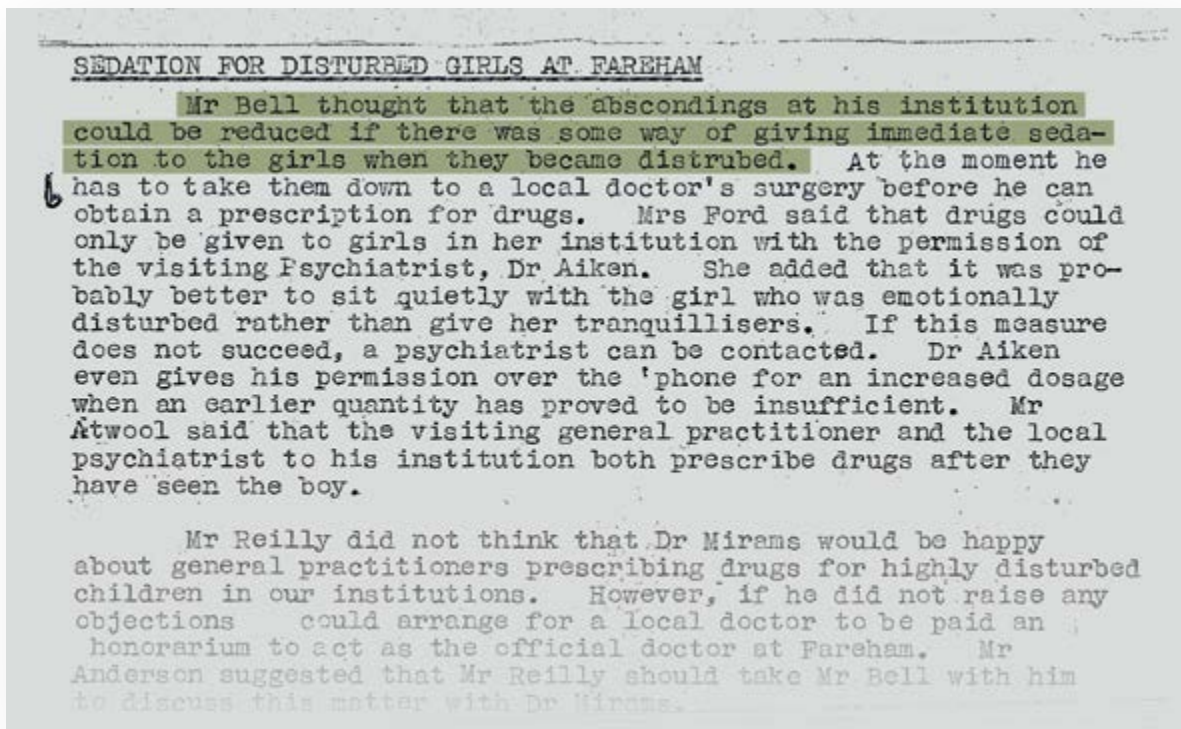 SEDATION FOR DISTURBED GIRLS AT FAREHAM
Mr Bell thought that the abscondings at his institution
could be reduced if there was some way of giving immediate seda-
tion to the girls when they became distrubed. At the moment he
has to take them down to a local doctor's surgery before he can
obtain a prescription for drugs. Mrs Ford said that drugs could
only be given to girls in her institution with the permission of
the visiting Psychiatrist, Dr Aiken. She added that it was pro-
bably better to sit quietly with the girl who was emotionally
disturbed rather than give her tranquillisers. If this measure
does not succeed, a psychiatrist can be contacted. Dr Aiken
even gives his permission over the 'phone for an increased dosage
when an earlier quantity has proved to be insufficient. Mr
Atwool said that the visiting general practitioner and the local
psychiatrist to his institution both prescribe drugs after they
have seen the boy.
Mr Reilly did not think that Dr Mirams would be happy
about general practitioners prescribing drugs for highly disturbed
children in our institutions. However, if he did not raise any
objections could arrange for a local doctor to be paid an
honorarium to act as the official doctor at Fareham. Mr
Anderson suggested that Mr Reilly should take Mr Bell with him
to discuss this matter with Dr Mirams.